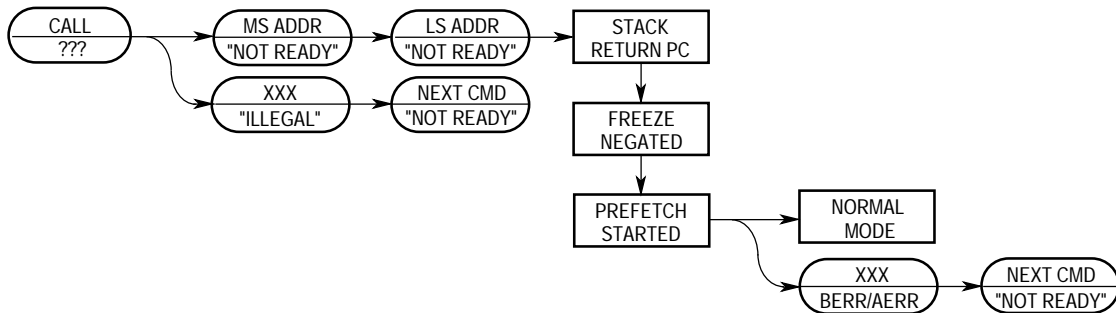 CALL
???
MS ADDR
"NOT READY"
LS ADDR
"NOT READY"
STACK
RETURN PC
XXX
"ILLEGAL"
NEXT CMD
"NOT READY"
FREEZE
NEGATED
PREFETCH
STARTED
NORMAL
MODE
XXX
BERR/AERR
NEXT CMD
"NOT READY"